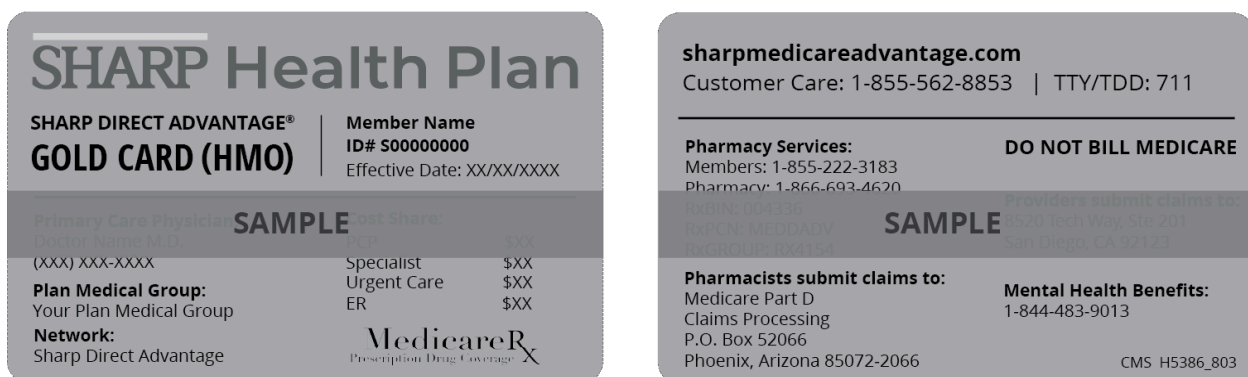 SHARP Health Plan
SHARP DIRECT ADVANTAGE®
GOLD CARD (HMO)
Member Name
ID# S00000000
Effective Date: XX/XX/XXXX
SAMPLE
Primary Care Physician
Doctor Name M.D.
(XXX) XXX-XXXX
Plan Medical Group:
Your Plan Medical Group
Network:
Sharp Direct Advantage
Cost Share:
PCP $XX
Specialist $XX
Urgent Care $XX
ER $XX
MedicareRx
Prescription Drug Coverage
sharpmedicareadvantage.com
Customer Care: 1-855-562-8853 | TTY/TDD: 711
Pharmacy Services:
Members: 1-855-222-3183
Pharmacy: 1-866-693-4620
RxBIN: 004336
RxPCN: MEDDADV
RxGROUP: RX4154
SAMPLE
Pharmacists submit claims to:
Medicare Part D
Claims Processing
P.O. Box 52066
Phoenix, Arizona 85072-2066
DO NOT BILL MEDICARE
Providers submit claims to:
8520 Tech Way, Ste 201
San Diego, CA 92123
Mental Health Benefits:
1-844-483-9013
CMS H5386_803